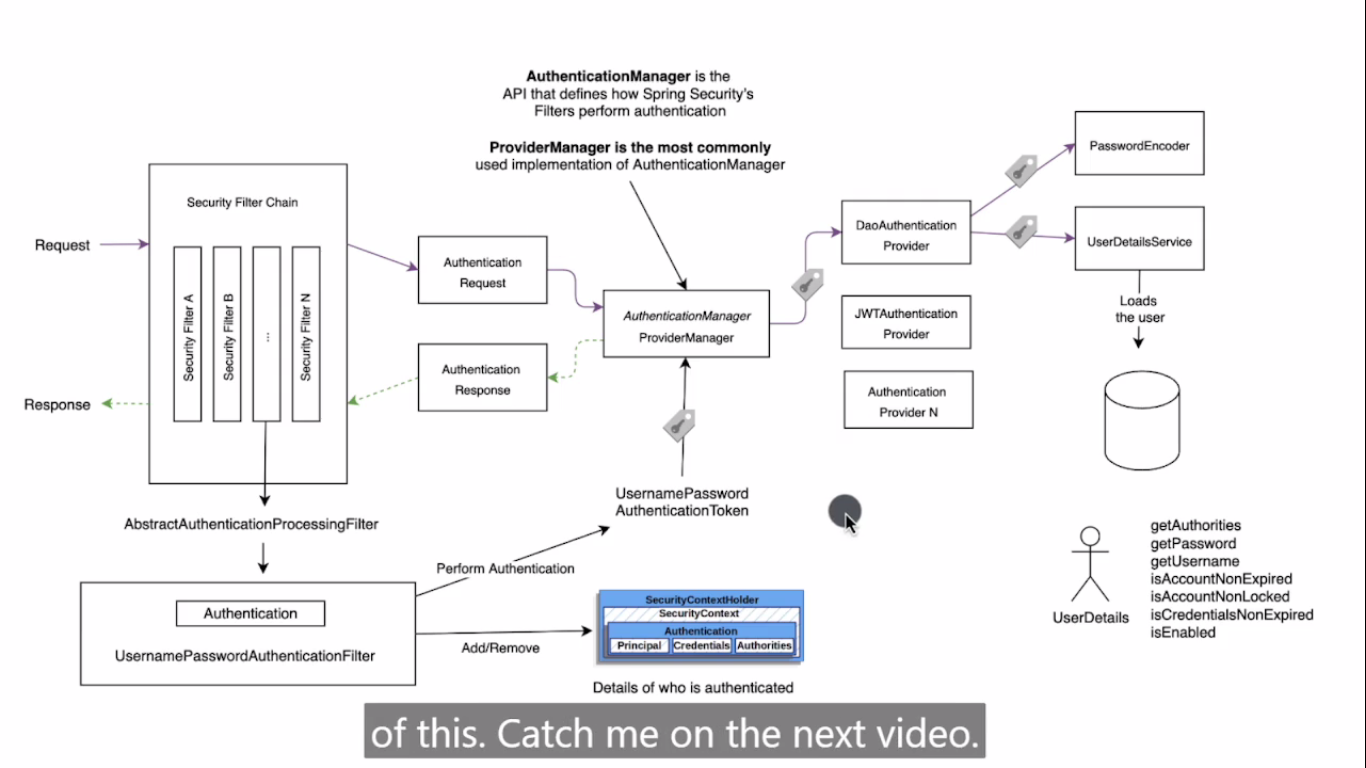 AuthenticationManager is the
API that defines how Spring Security's
Filters perform authentication
ProviderManager is the most commonly
used implementation of AuthenticationManager
Security Filter Chain
Request
Security Filter A
Security Filter B
...
Security Filter N
Response
Authentication
Request
Authentication
Response
AuthenticationManager
ProviderManager
DaoAuthentication
Provider
JWTAuthentication
Provider
Authentication
Provider N
PasswordEncoder
UserDetailsService
Loads
the user
AbstractAuthenticationProcessingFilter
Authentication
UsernamePasswordAuthenticationFilter
Perform Authentication
UsernamePassword
AuthenticationToken
Add/Remove
SecurityContextHolder
SecurityContext
Authentication
Principal Credentials Authorities
Details of who is authenticated
UserDetails
getAuthorities
getPassword
getUsername
isAccountNonExpired
isAccountNonLocked
isCredentialsNonExpired
isEnabled
of this. Catch me on the next video.